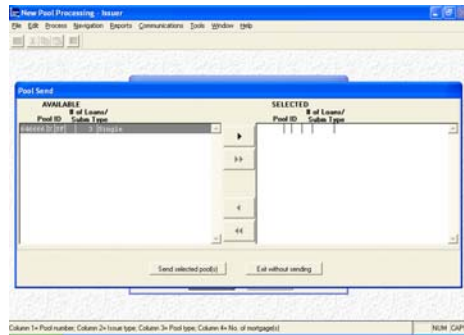 New Pool Processing - Issuer
File Edit Process Navigation Reports Communications Tools Window Help
Pool Send
AVAILABLE
# of Loans/
Pool ID Subm Type
3 Single
SELECTED
# of Loans/
Pool ID Subm Type
Send selected pool(s)
Exit without sending
Column 1= Pool number; Column 2= Issue type; Column 3= Pool type; Column 4= No. of mortgage(s)
NUM CAP